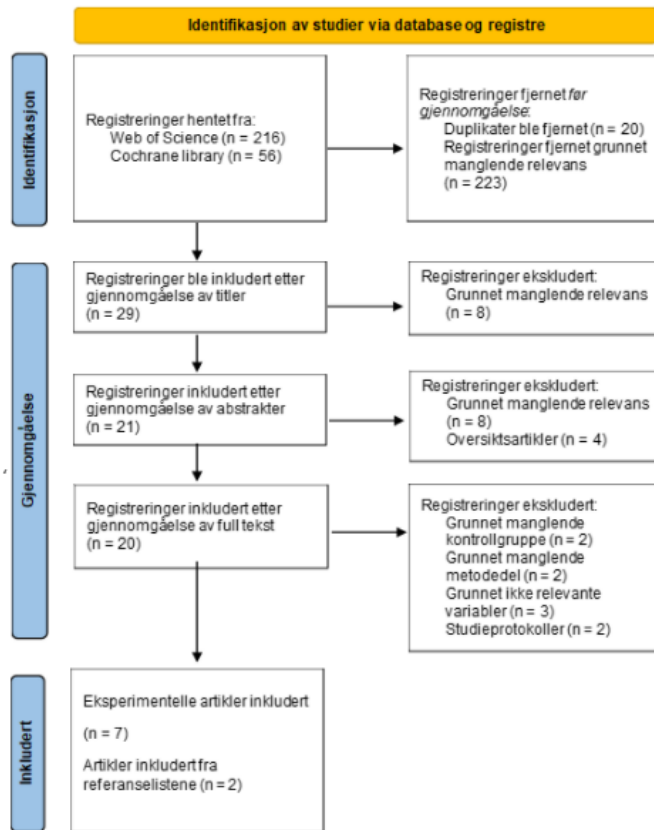 Identifikasjon av studier via database og registre
Identifikasjon
Registreringer hentet fra:
Web of Science (n = 216)
Cochrane library (n = 56)
Registreringer fjernet før
gjennomgåelse:
Duplikater ble fjernet (n = 20)
Registreringer fjernet grunnet
manglende relevans
(n = 223)
Gjennomgåelse
Registreringer ble inkludert etter
gjennomgåelse av titler
(n = 29)
Registreringer ekskludert:
Grunnet manglende relevans
(n = 8)
Registreringer inkludert etter
gjennomgåelse av abstrakter
(n = 21)
Registreringer ekskludert:
Grunnet manglende relevans
(n = 8)
Oversiktsartikler (n = 4)
Registreringer inkludert etter
gjennomgåelse av full tekst
(n = 20)
Registreringer ekskludert:
Grunnet manglende
kontrollgruppe (n = 2)
Grunnet manglende
metodedel (n = 2)
Grunnet ikke relevante
variabler (n = 3)
Studieprotokoller (n = 2)
Inkludert
Eksperimentelle artikler inkludert
(n = 7)
Artikler inkludert fra
referanselistene (n = 2)